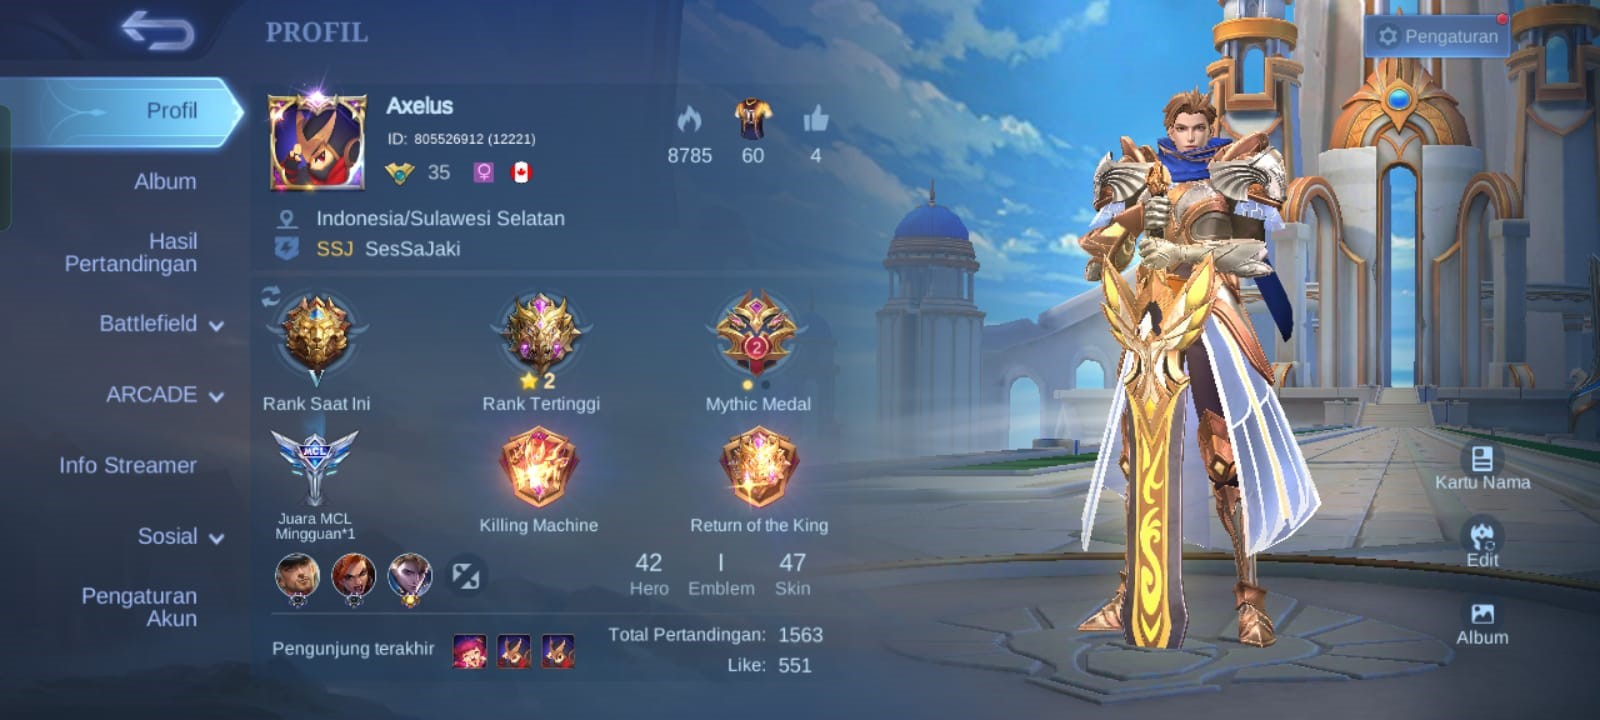 PROFIL
Pengaturan
Profil
Album
Hasil
Pertandingan
Battlefield
ARCADE
Info Streamer
Sosial
Pengaturan
Akun
Axelus
ID: 805526912 (12221)
35
8785
60
4
Indonesia/Sulawesi Selatan
SSJ SesSaJaki
V
2
2
Rank Saat Ini
Rank Tertinggi
Mythic Medal
MCL
Juara MCL
Mingguan*1
Killing Machine
Return of the King
42
I
47
Hero
Emblem
Skin
Total Pertandingan: 1563
Pengunjung terakhir
Like: 551
Kartu Nama
Edit
Album